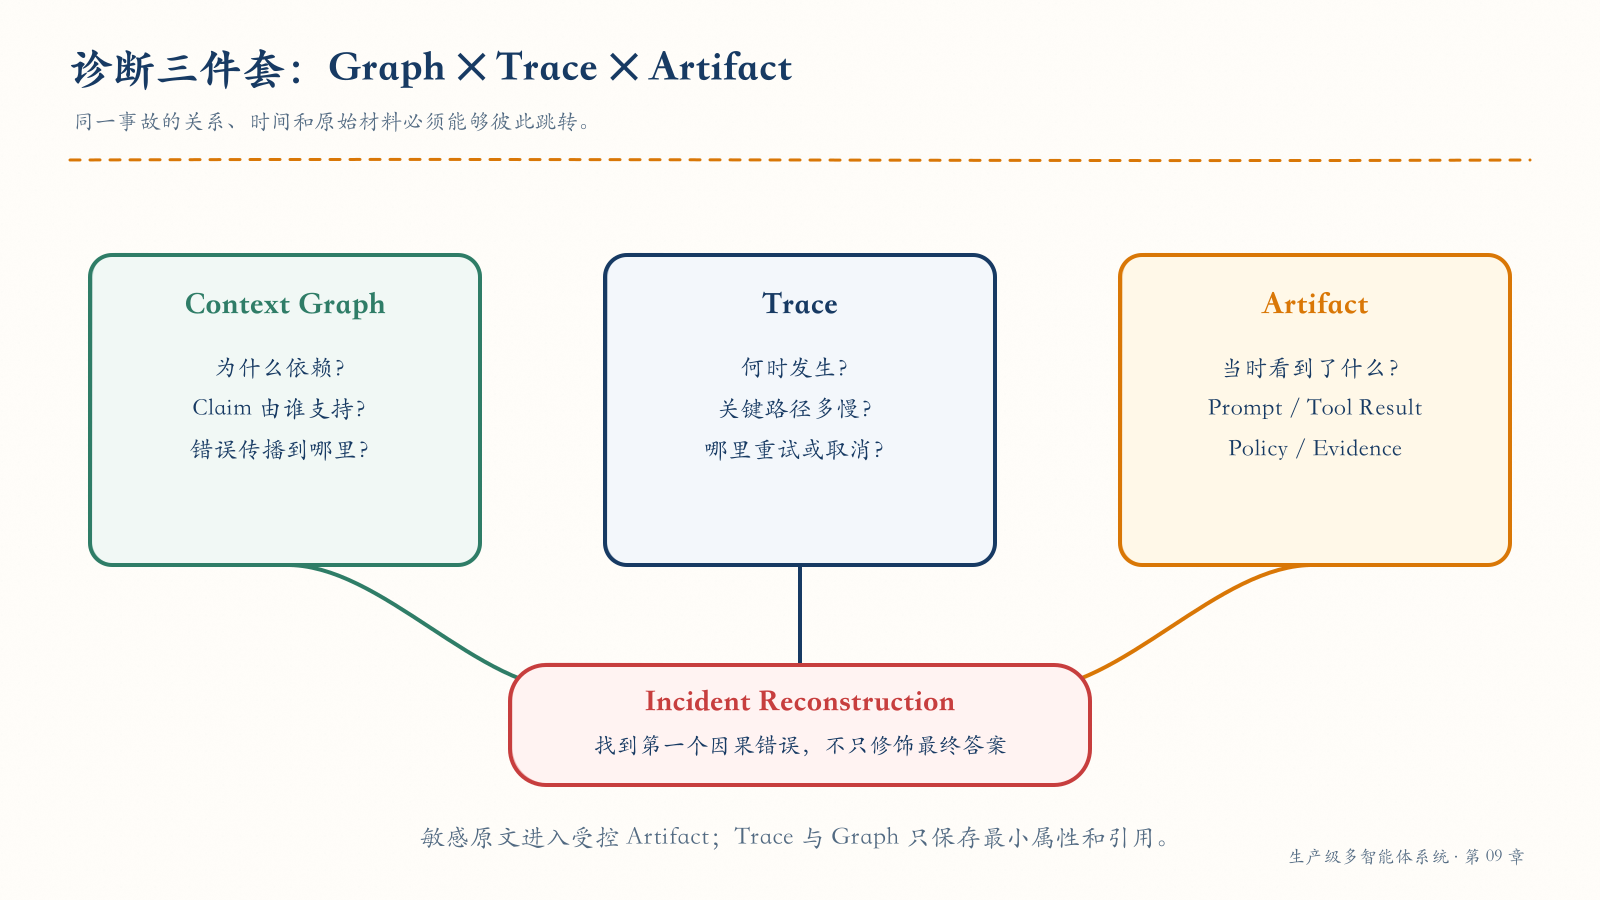 诊断三件套：Graph × Trace × Artifact
同一事故的关系、时间和原始材料必须能够彼此跳转。
Context Graph
为什么依赖?
Claim 由谁支持?
错误传播到哪里?
Trace
何时发生?
关键路径多慢?
哪里重试或取消?
Artifact
当时看到了什么?
Prompt / Tool Result
Policy / Evidence
Incident Reconstruction
找到第一个因果错误，不只修饰最终答案
敏感原文进入受控 Artifact；Trace 与 Graph 只保存最小属性和引用。
生产级多智能体系统 · 第 09 章